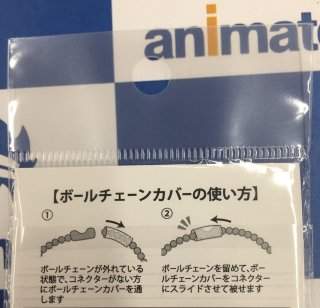 animate
【ボールチェーンカバーの使い方】
①
②
ボールチェーンが外れている
状態で、コネクターがない方に
ボールチェーンカバーを通
します
ボールチェーンを留めて、ボー
ルチェーンカバーをコネクター
にスライドさせて被せます